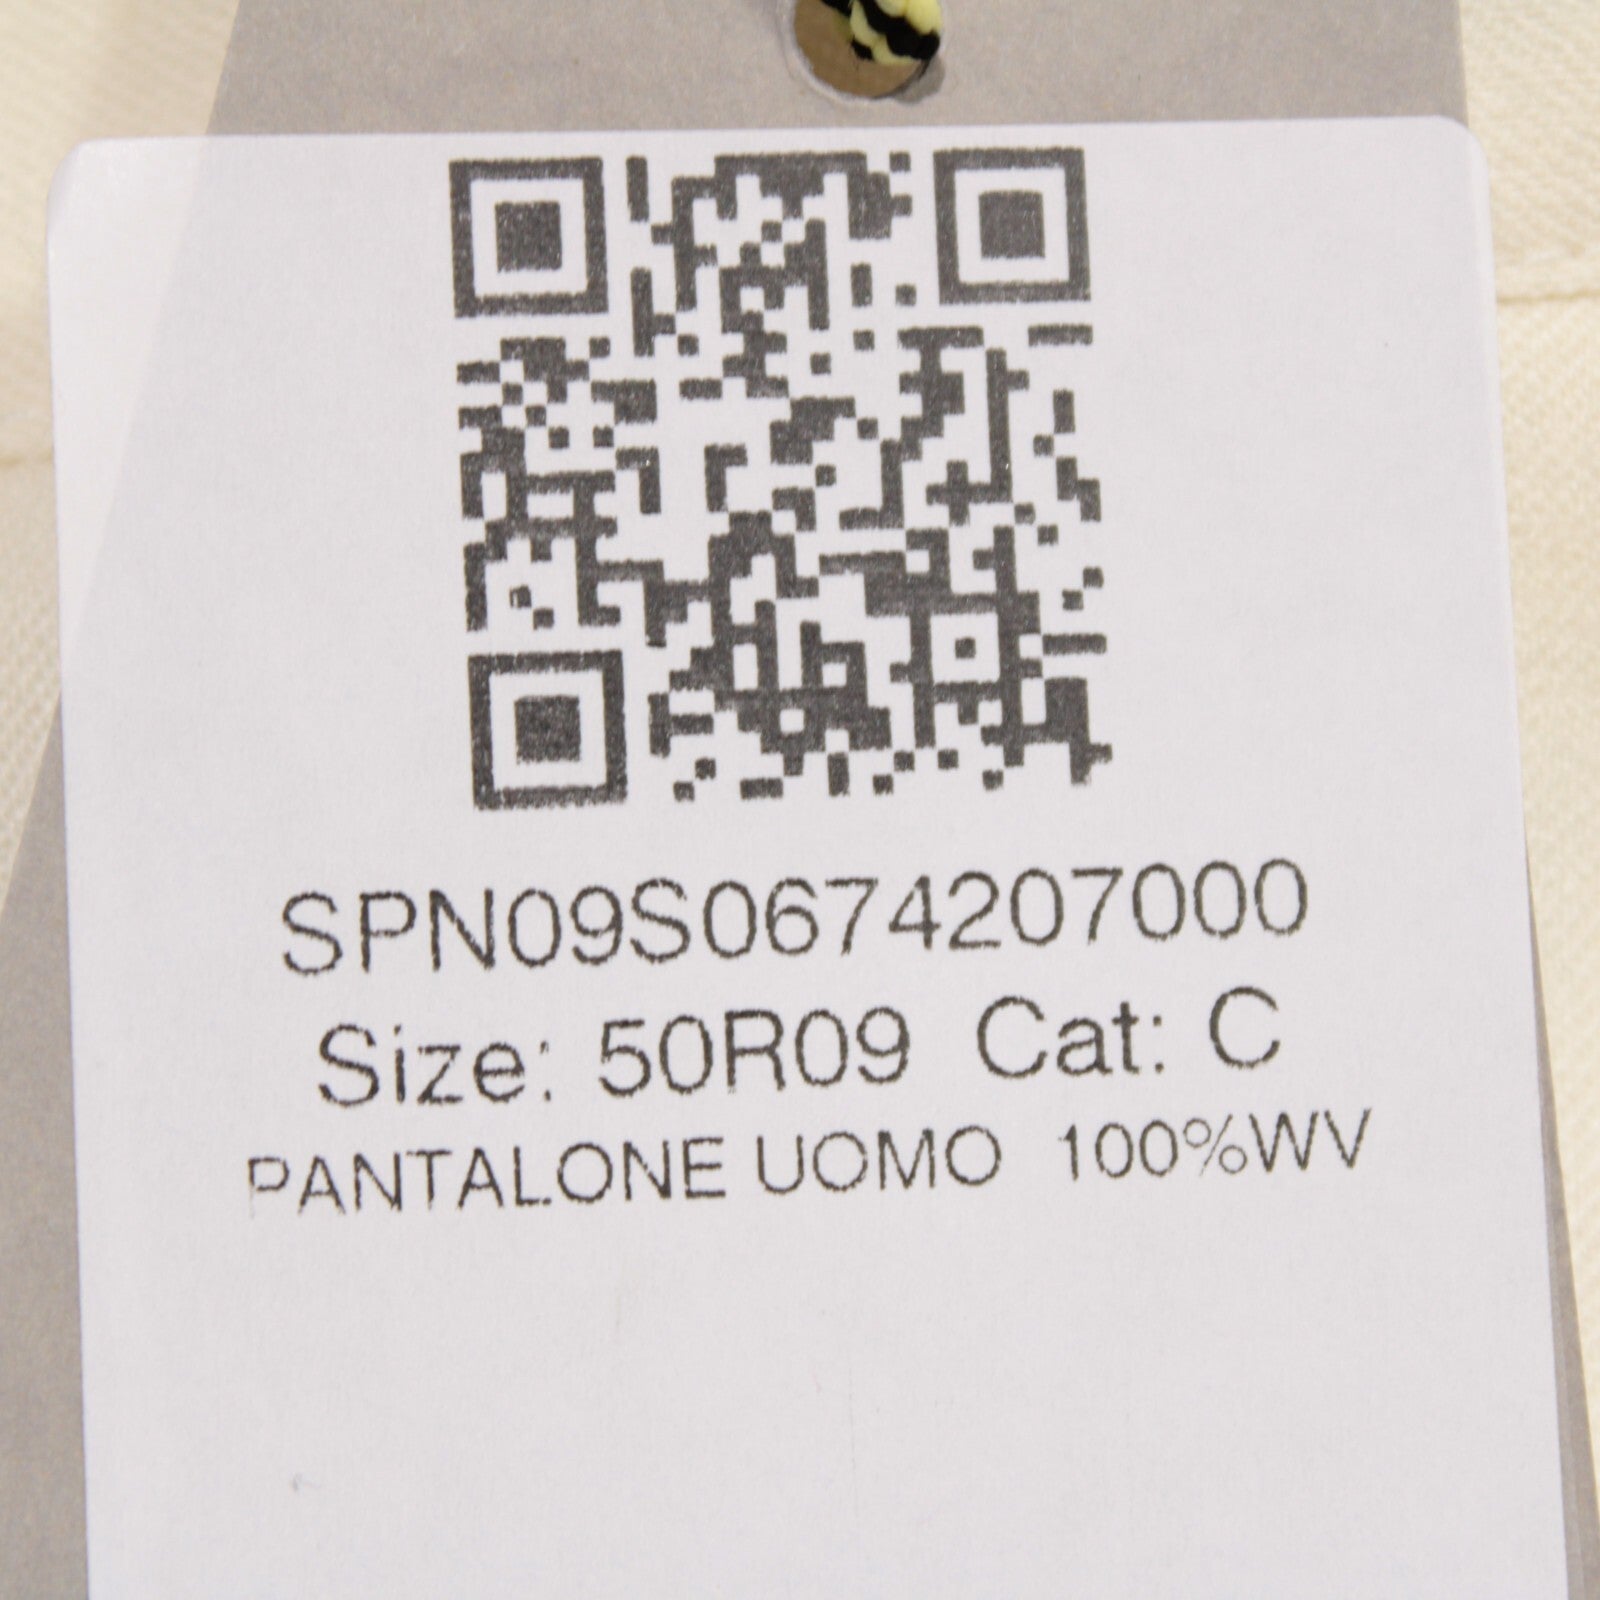 SPN09S0674207000
Size: 50R09 Cat: C
PANTALONE UOMO 100%WV